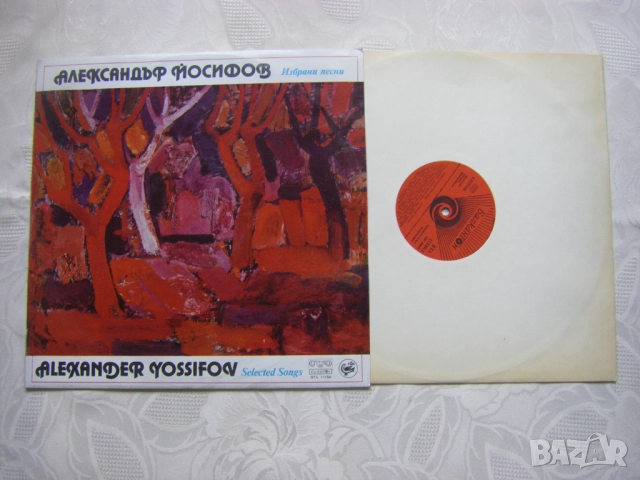 АЛЕКСАНДЪР ЙОСИФОВ Избрани песни
ALEXANDER YOSSIFOV Selected Songs
BAZAR